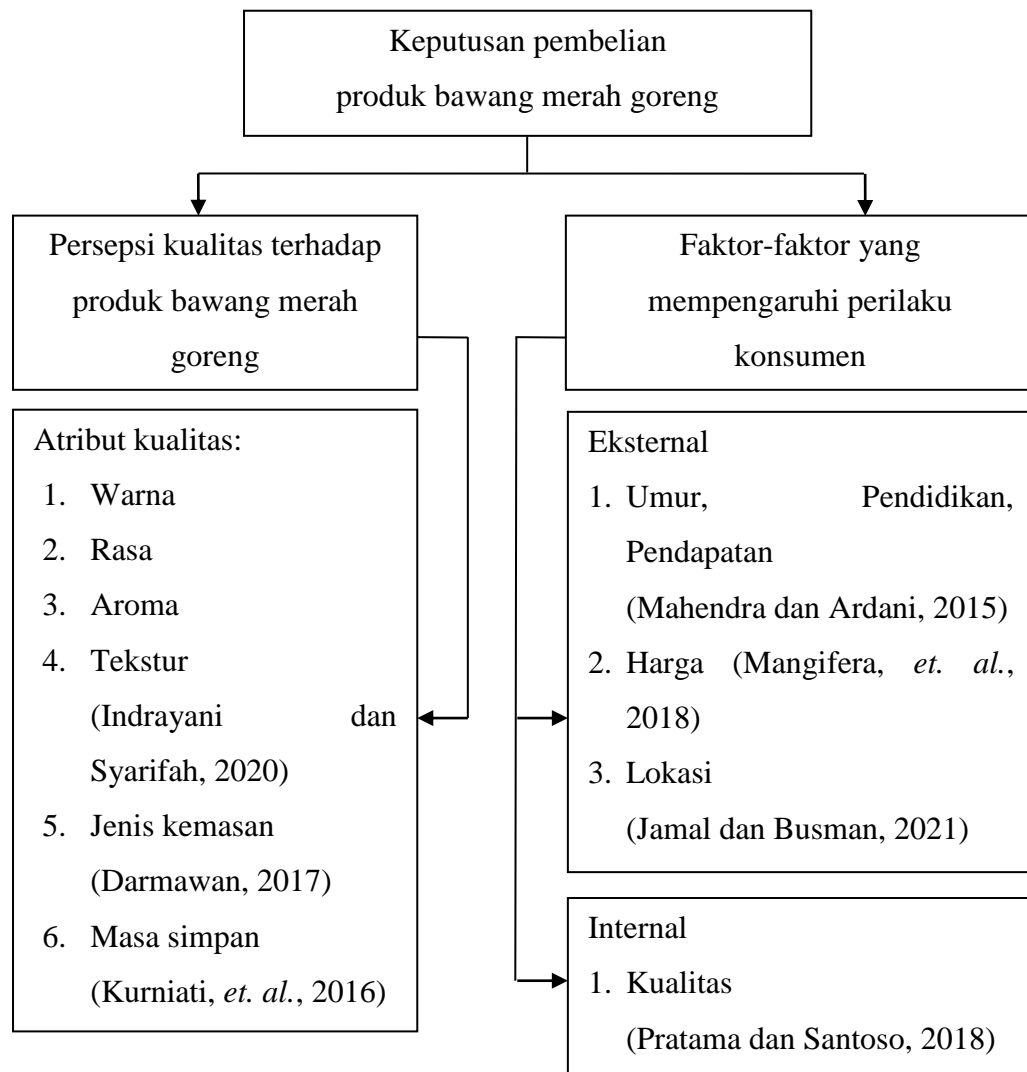 Keputusan pembelian
produk bawang merah goreng
Persepsi kualitas terhadap
produk bawang merah
goreng
Faktor-faktor yang
mempengaruhi perilaku
konsumen
Atribut kualitas:
1. Warna
2. Rasa
3. Aroma
4. Tekstur
(Indrayani dan
Syarifah, 2020)
5. Jenis kemasan
(Darmawan, 2017)
6. Masa simpan
(Kurniati, et. al., 2016)
Eksternal
1. Umur, Pendidikan,
Pendapatan
(Mahendra dan Ardani, 2015)
2. Harga (Mangifera, et. al.,
2018)
3. Lokasi
(Jamal dan Busman, 2021)
Internal
1. Kualitas
(Pratama dan Santoso, 2018)